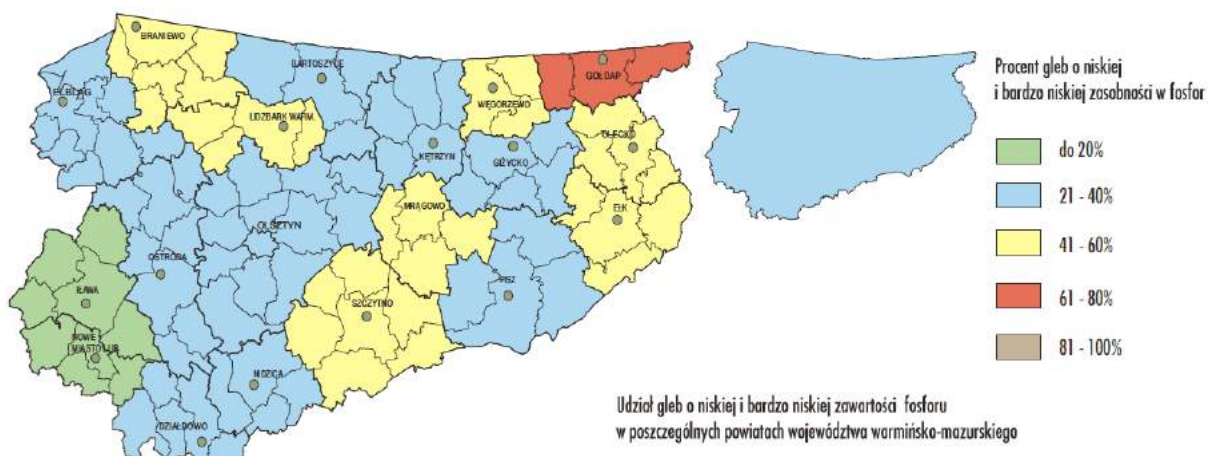 BRANIEWO
BARTOSZYCE
GOŁDAP
ELBLĄG
WĘGORZEWO
LIDZBARK WARM.
OLECKO
KĘTRZYN
GIŻYCKO
MRĄGOWO
EŁK
OLSZTYN
OSTRÓDA
PISZ
IŁAWA
SZCZYTNO
NOWE
MIASTO LUB.
NIDZICA
DZIAŁDOWO
Procent gleb o niskiej
i bardzo niskiej zasobności w fosfor
do 20%
21 - 40%
41 - 60%
61 - 80%
81 - 100%
Udział gleb o niskiej i bardzo niskiej zawartości fosforu
w poszczególnych powiatach województwa warmińsko-mazurskiego